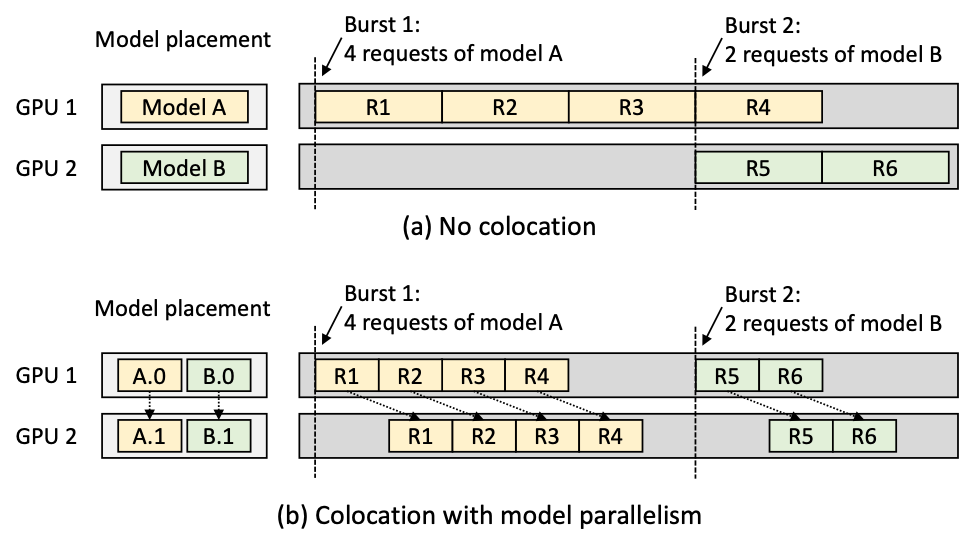 Burst 1:
Burst 2:
Model placement
4 requests of model A
2 requests of model B
GPU 1
Model A
R1
R2
R3
R4
GPU 2
Model B
R5
R6
(a) No colocation
Burst 1:
Burst 2:
Model placement
4 requests of model A
2 requests of model B
GPU 1
A.0
B.0
R1
R2
R3
R4
R5
R6
GPU 2
A.1
B.1
R1
R2
R3
R4
R5
R6
(b) Colocation with model parallelism